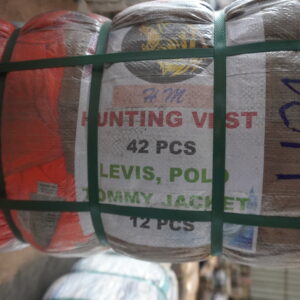 H M
HUNTING VEST
42 PCS
LEVIS, POLO
TOMMY JACKET
12 PCS